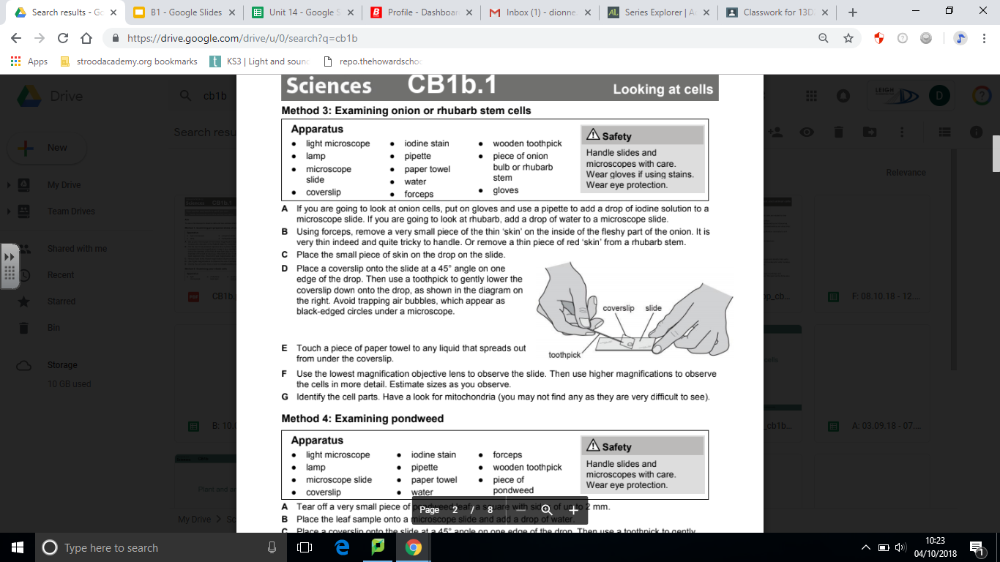 Search results - Go
B1 - Google Slides
Unit 14 - Google S
Profile - Dashboar
Inbox (1) - dionne
Series Explorer | A
Classwork for 13D
https://drive.google.com/drive/u/0/search?q=cb1b
Apps
stroodacademy.org bookmarks
KS3 | Light and soun
repo.thehowardschoo
Drive
cb1b
LEIGH
D
Search resu
New
My Drive
Team Drives
Shared with me
Recent
Starred
Bin
Storage
10 GB used
Relevance
CB1b.
B: 10.0
op_cb...
F: 08.10.18 - 12....
_cb1b...
A: 03.09.18 - 07....
Plant and an
My Drive > Sc
Sciences CB1b.1 Looking at cells
Method 3: Examining onion or rhubarb stem cells
Apparatus
• light microscope
• lamp
• microscope
slide
• coverslip
• iodine stain
• pipette
• paper towel
• water
• forceps
• wooden toothpick
• piece of onion
bulb or rhubarb
stem
• gloves
Safety
Handle slides and
microscopes with care.
Wear gloves if using stains.
Wear eye protection.
A If you are going to look at onion cells, put on gloves and use a pipette to add a drop of iodine solution to a
microscope slide. If you are going to look at rhubarb, add a drop of water to a microscope slide.
B Using forceps, remove a very small piece of the thin ‘skin’ on the inside of the fleshy part of the onion. It is
very thin indeed and quite tricky to handle. Or remove a thin piece of red ‘skin’ from a rhubarb stem.
C Place the small piece of skin on the drop on the slide.
D Place a coverslip onto the slide at a 45° angle on one
edge of the drop. Then use a toothpick to gently lower the
coverslip down onto the drop, as shown in the diagram on
the right. Avoid trapping air bubbles, which appear as
black-edged circles under a microscope.
coverslip slide
toothpick
E Touch a piece of paper towel to any liquid that spreads out
from under the coverslip.
F Use the lowest magnification objective lens to observe the slide. Then use higher magnifications to observe
the cells in more detail. Estimate sizes as you observe.
G Identify the cell parts. Have a look for mitochondria (you may not find any as they are very difficult to see).
Method 4: Examining pondweed
Apparatus
• light microscope
• lamp
• microscope slide
• coverslip
• iodine stain
• pipette
• paper towel
• water
• forceps
• wooden toothpick
• piece of
pondweed
Safety
Handle slides and
microscopes with care.
Wear eye protection.
A Tear off a very small piece of pondweed leaf, a square with sides of up to 2 mm.
B Place the leaf sample onto a microscope slide and add a drop of water.
C Place a coverslip onto the slide at a 45° angle on one edge of the drop. Then use a toothpick to gently
Page 2 / 8
Type here to search
10:23
04/10/2018
1